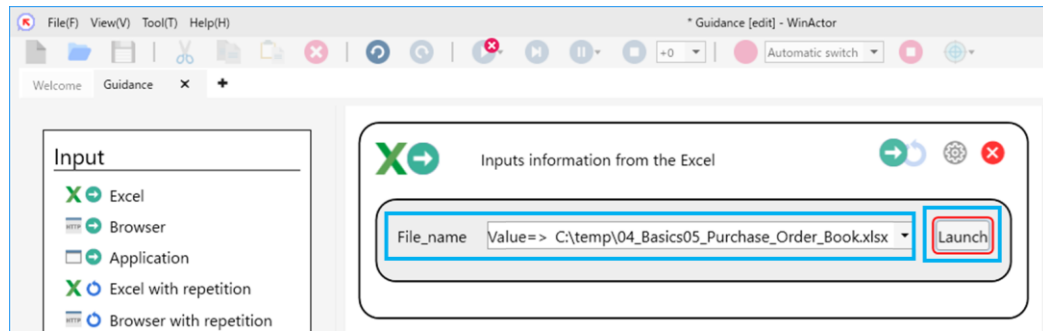 File(F) View(V) Tool(T) Help(H) * Guidance [edit] - WinActor
+0 Automatic switch
Welcome Guidance
Input
Excel
Browser
Application
Excel with repetition
Browser with repetition
Inputs information from the Excel
File_name Value=> C:\temp\04_Basics05_Purchase_Order_Book.xlsx Launch